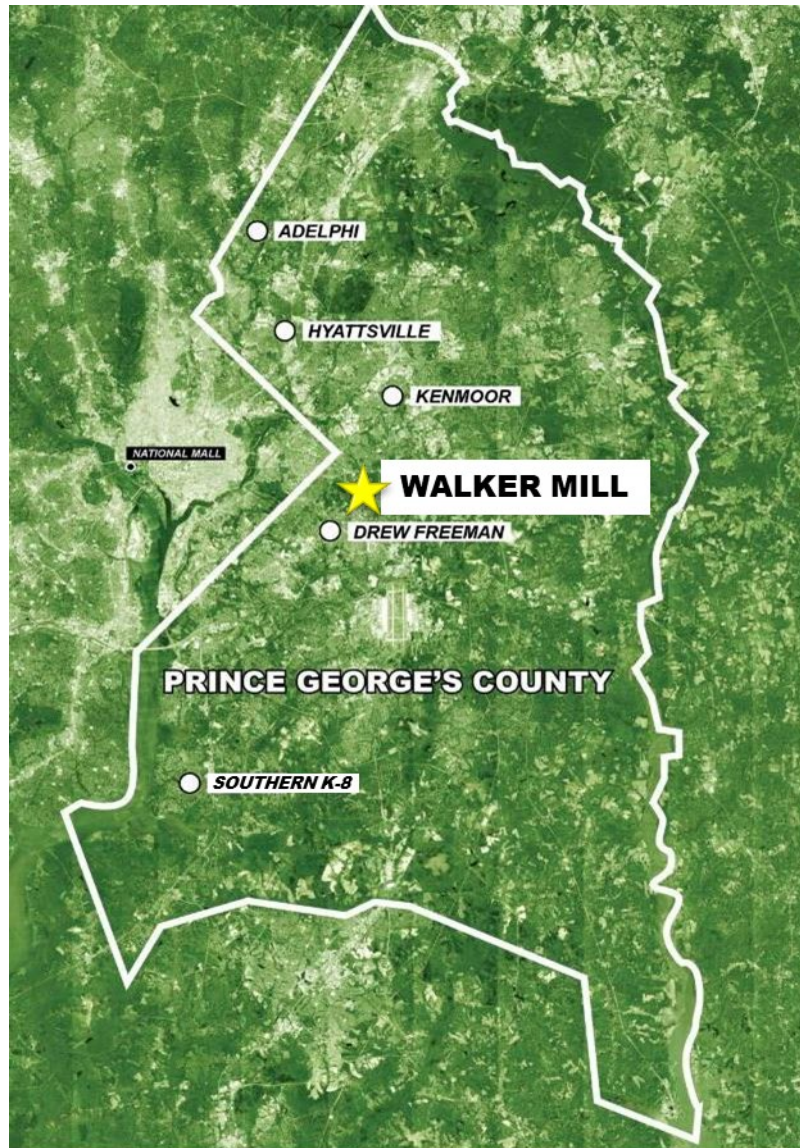 ADELPHI
HYATTSVILLE
KENMOOR
NATIONAL MALL
WALKER MILL
DREW FREEMAN
PRINCE GEORGE'S COUNTY
SOUTHERN K-8